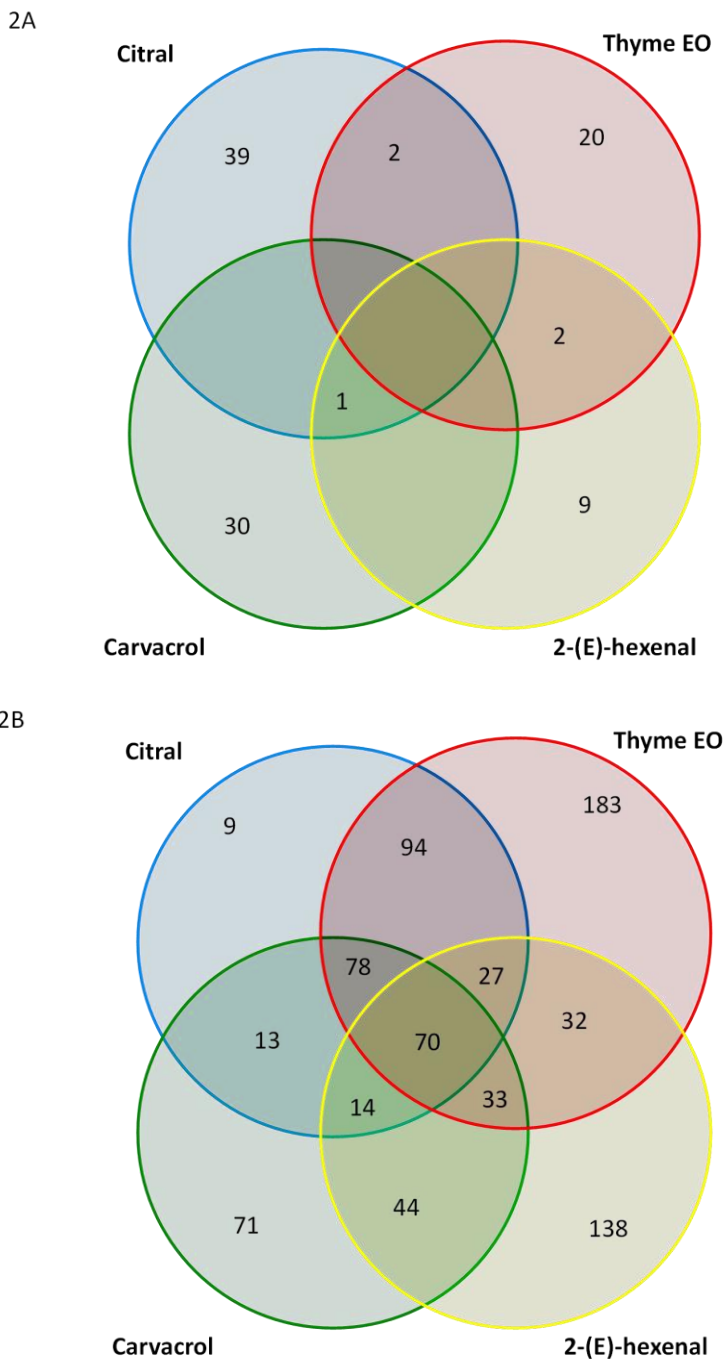 2A
Citral
Thyme EO
39
2
20
2
1
30
9
Carvacrol
2-(E)-hexenal
2B
Citral
Thyme EO
9
94
183
78
27
13
70
32
14
33
71
44
138
Carvacrol
2-(E)-hexenal